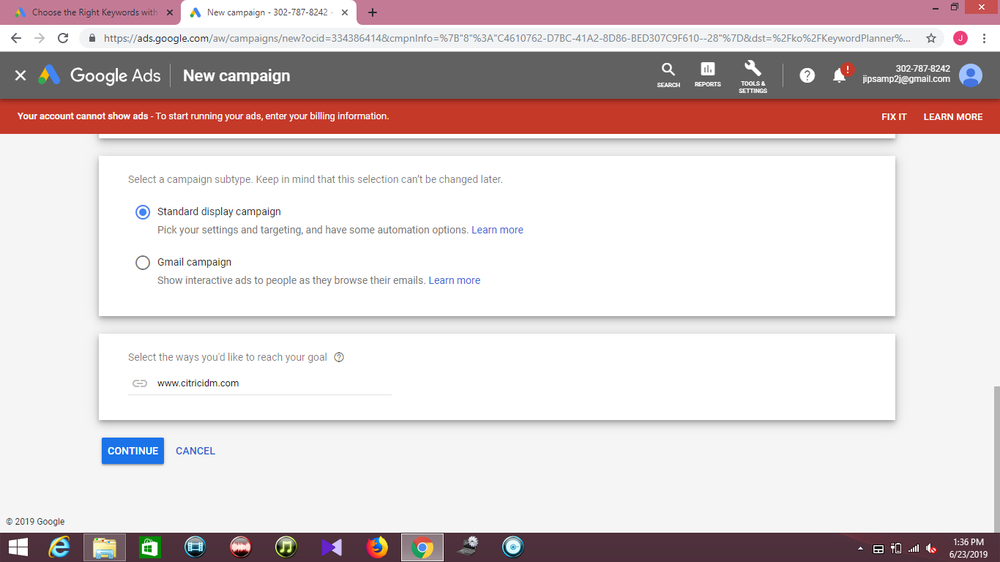 Choose the Right Keywords with
New campaign - 302-787-8242 -
https://ads.google.com/aw/campaigns/new?ocid=334386414&cmpnInfo=%7B"8"%3A"C4610762-D7BC-41A2-8D86-BED307C9F610--28"%7D&dst=%2Fko%2FKeywordPlanner%...
J
Google Ads
New campaign
SEARCH
REPORTS
TOOLS &
SETTINGS
302-787-8242
jipsamp2j@gmail.com
Your account cannot show ads - To start running your ads, enter your billing information.
FIX IT
LEARN MORE
Select a campaign subtype. Keep in mind that this selection can't be changed later.
Standard display campaign
Pick your settings and targeting, and have some automation options. Learn more
Gmail campaign
Show interactive ads to people as they browse their emails. Learn more
Select the ways you'd like to reach your goal
www.citricidm.com
CONTINUE
CANCEL
© 2019 Google
1:36 PM
6/23/2019